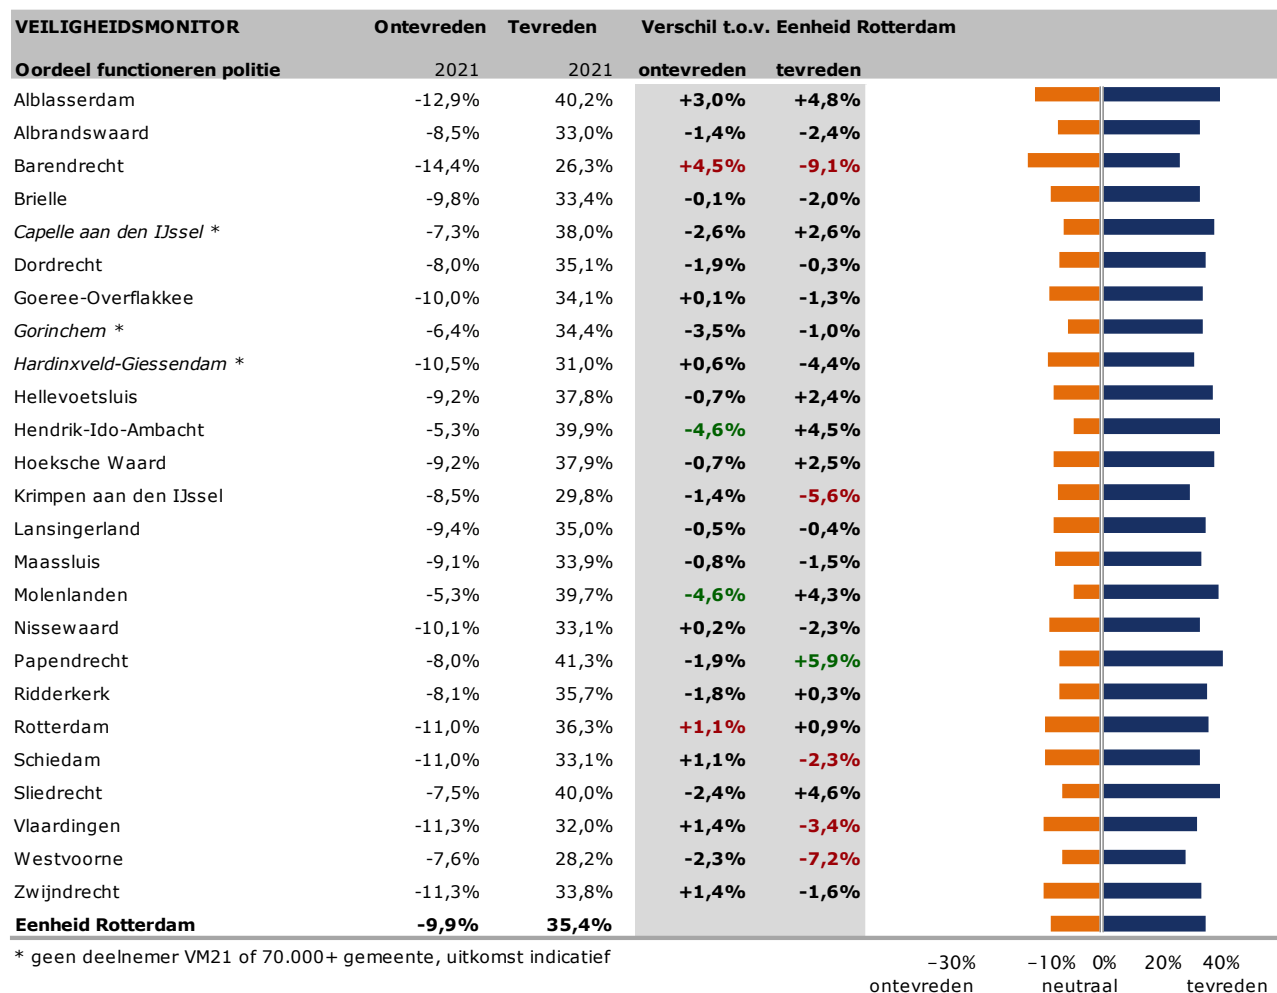 VEILIGHEIDSMONITOR Ontevreden Tevreden Verschil t.o.v. Eenheid Rotterdam
Oordeel functioneren politie 2021 2021 ontevreden tevreden
Alblasserdam -12,9% 40,2% +3,0% +4,8%
Albrandswaard -8,5% 33,0% -1,4% -2,4%
Barendrecht -14,4% 26,3% +4,5% -9,1%
Brielle -9,8% 33,4% -0,1% -2,0%
Capelle aan den IJssel * -7,3% 38,0% -2,6% +2,6%
Dordrecht -8,0% 35,1% -1,9% -0,3%
Goeree-Overflakkee -10,0% 34,1% +0,1% -1,3%
Gorinchem * -6,4% 34,4% -3,5% -1,0%
Hardinxveld-Giessendam * -10,5% 31,0% +0,6% -4,4%
Hellevoetsluis -9,2% 37,8% -0,7% +2,4%
Hendrik-Ido-Ambacht -5,3% 39,9% -4,6% +4,5%
Hoeksche Waard -9,2% 37,9% -0,7% +2,5%
Krimpen aan den IJssel -8,5% 29,8% -1,4% -5,6%
Lansingerland -9,4% 35,0% -0,5% -0,4%
Maassluis -9,1% 33,9% -0,8% -1,5%
Molenlanden -5,3% 39,7% -4,6% +4,3%
Nissewaard -10,1% 33,1% +0,2% -2,3%
Papendrecht -8,0% 41,3% -1,9% +5,9%
Ridderkerk -8,1% 35,7% -1,8% +0,3%
Rotterdam -11,0% 36,3% +1,1% +0,9%
Schiedam -11,0% 33,1% +1,1% -2,3%
Sliedrecht -7,5% 40,0% -2,4% +4,6%
Vlaardingen -11,3% 32,0% +1,4% -3,4%
Westvoorne -7,6% 28,2% -2,3% -7,2%
Zwijndrecht -11,3% 33,8% +1,4% -1,6%
Eenheid Rotterdam -9,9% 35,4%
* geen deelnemer VM21 of 70.000+ gemeente, uitkomst indicatief
-30% -10% 0% 20% 40%
ontevreden neutraal tevreden